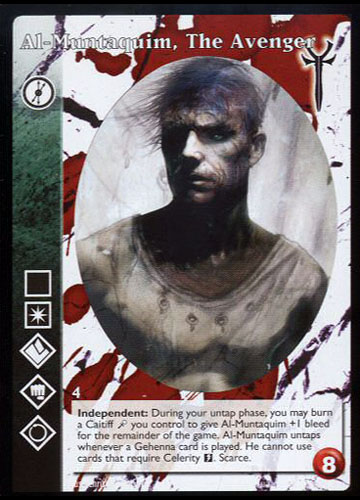 Al-Muntaquim, The Avenger
4
Independent: During your untap phase, you may burn
a Caitiff you control to give Al-Muntaquim +1 bleed
for the remainder of the game. Al-Muntaquim untaps
whenever a Gehenna card is played. He cannot use
cards that require Celerity. Scarce.
8